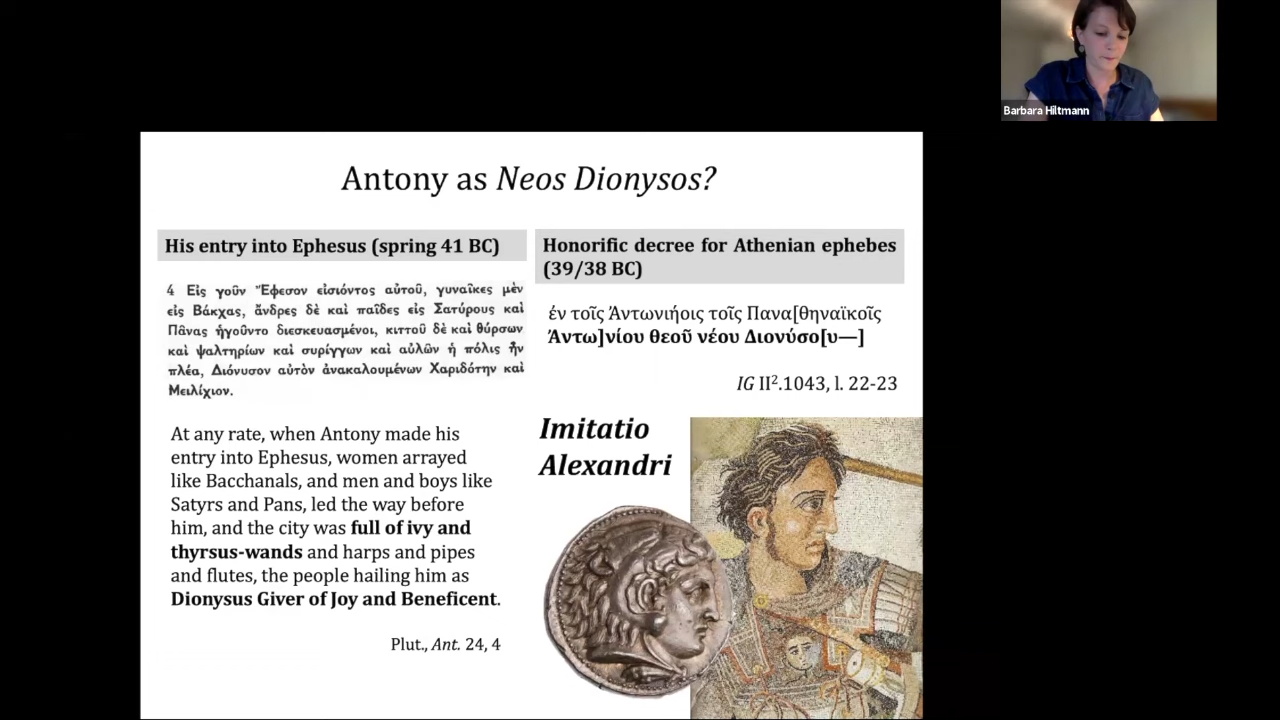 Barbara Hiltmann
Antony as Neos Dionysos?
His entry into Ephesus (spring 41 BC)
4 Εἰς γοῦν Ἔφεσον εἰσιόντος αὐτοῦ, γυναῖκες μὲν
εἰς Βάκχας, ἄνδρες δὲ καὶ παῖδες εἰς Σατύρους καὶ
Πᾶνας ἡγοῦντο διεσκευασμένοι, κιττοῦ δὲ καὶ θύρσων
καὶ ψαλτηρίων καὶ συρίγγων καὶ αὐλῶν ἡ πόλις ἦν
πλέα, Διόνυσον αὐτὸν ἀνακαλουμένων Χαριδότην καὶ
Μειλίχιον.
At any rate, when Antony made his
entry into Ephesus, women arrayed
like Bacchanals, and men and boys like
Satyrs and Pans, led the way before
him, and the city was full of ivy and
thyrsus-wands and harps and pipes
and flutes, the people hailing him as
Dionysus Giver of Joy and Beneficent.
Plut., Ant. 24, 4
Honorific decree for Athenian ephebes
(39/38 BC)
ἐν τοῖς Ἀντωνιήοις τοῖς Πανα[θηναϊκοῖς
Ἀντω]νίου θεοῦ νέου Διονύσο[υ—]
IG II².1043, l. 22-23
Imitatio
Alexandri